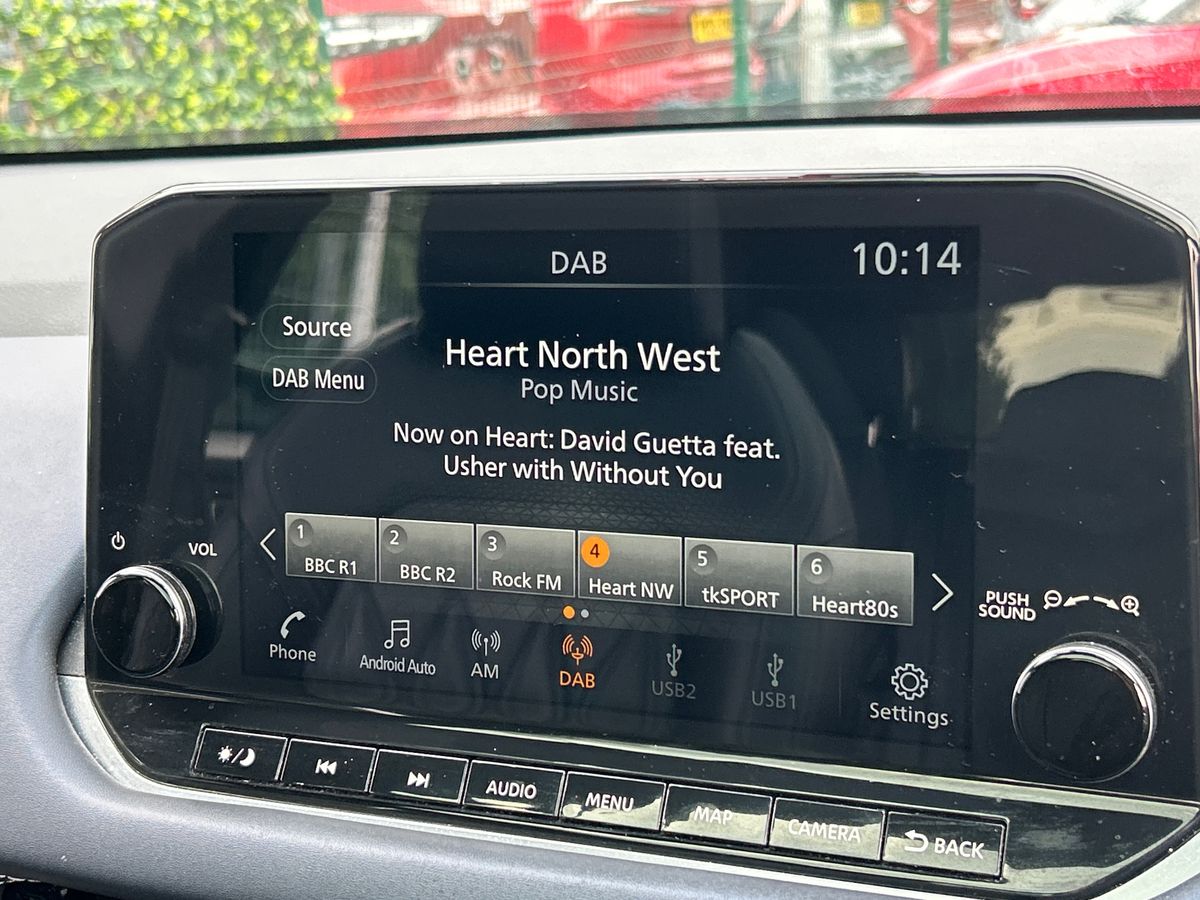 DAB
10:14
Source
DAB Menu
Heart North West
Pop Music
Now on Heart: David Guetta feat.
Usher with Without You
1
BBC R1
2
BBC R2
3
Rock FM
4
Heart NW
5
tkSPORT
6
Heart80s
VOL
PUSH
SOUND
Phone
Android Auto
AM
DAB
USB2
USB1
Settings
AUDIO
MENU
MAP
CAMERA
BACK